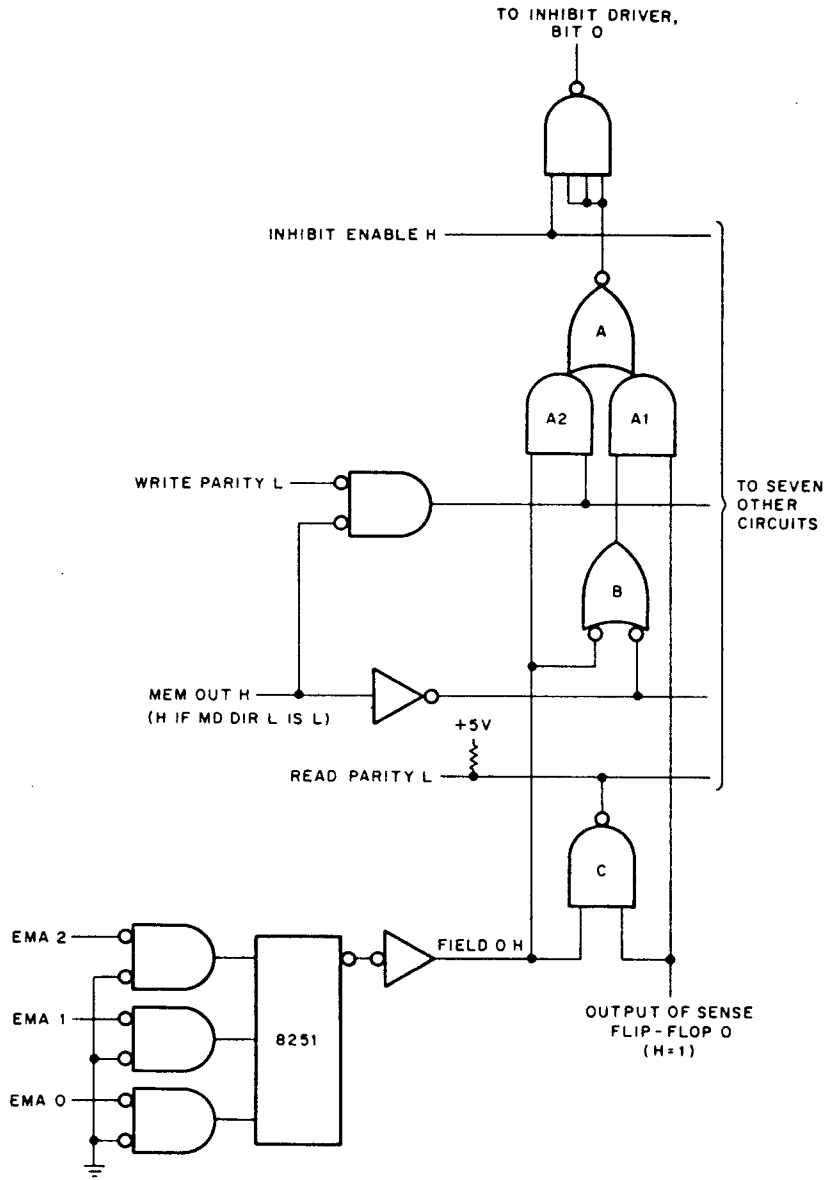 TO INHIBIT DRIVER,
BIT 0
INHIBIT ENABLE H
A
A2
A1
WRITE PARITY L
TO SEVEN
OTHER
CIRCUITS
B
MEM OUT H
(H IF MD DIR L IS L)
+5V
READ PARITY L
C
EMA 2
FIELD 0 H
EMA 1
8251
OUTPUT OF SENSE
FLIP-FLOP 0
(H=1)
EMA 0